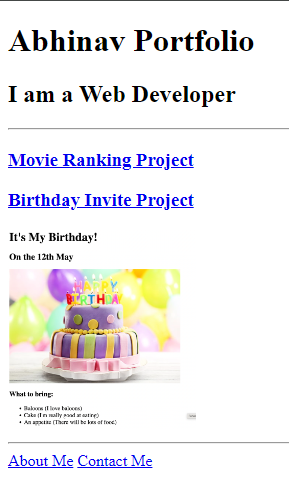 Abhinav Portfolio
I am a Web Developer
Movie Ranking Project
Birthday Invite Project
It's My Birthday!
On the 12th May
HAPPY
BIRTHDAY
What to bring:
Baloons (I love baloons)
Cake (I'm really good at eating)
An appetite (There will be lots of food)
About Me Contact Me